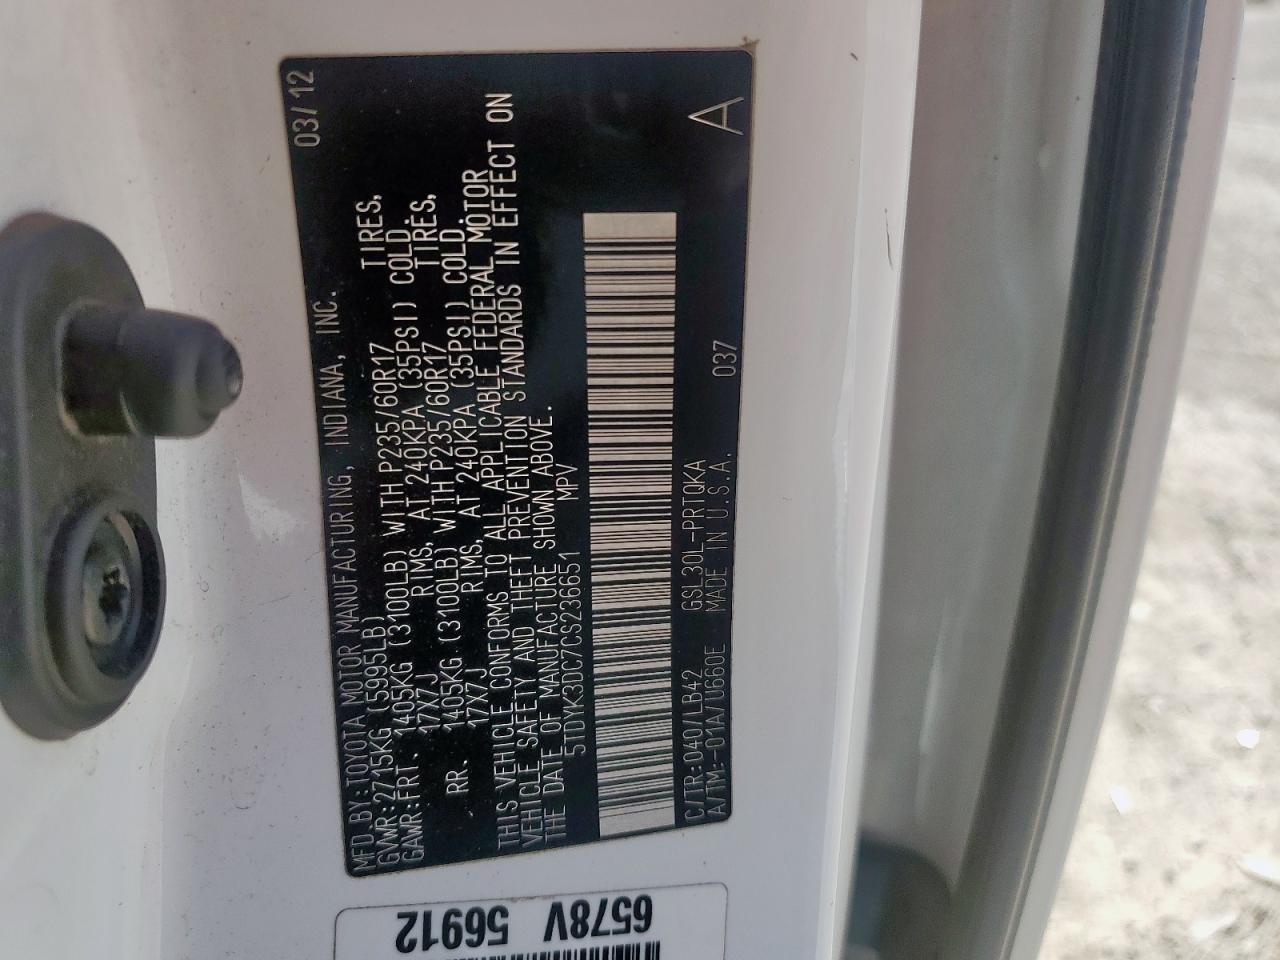 MFD.BY:TOYOTA MOTOR MANUFACTURING, INDIANA, INC. 03/12
GVWR:2715KG (5995LB)
GAWR:FRT. 1405KG (3100LB) WITH P235/60R17 TIRES,
17X7J RIMS, AT 240KPA (35PSI) COLD.
RR. 1405KG (3100LB) WITH P235/60R17 TIRES,
17X7J RIMS, AT 240KPA (35PSI) COLD.
THIS VEHICLE CONFORMS TO ALL APPLICABLE FEDERAL MOTOR
VEHICLE SAFETY AND THEFT PREVENTION STANDARDS IN EFFECT ON
THE DATE OF MANUFACTURE SHOWN ABOVE.
5TDYK3DC7CS236651 MPV
C/TR:040/LB42 GSL30L-PRTQKA
A/TM:-01A/U660E MADE IN U.S.A. 037 A
6578V 56912